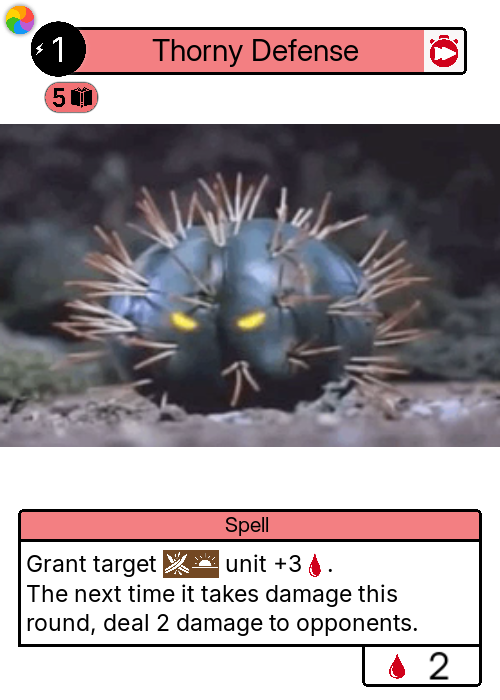 1
Thorny Defense
5
Spell
Grant target unit +3 .
The next time it takes damage this
round, deal 2 damage to opponents.
2